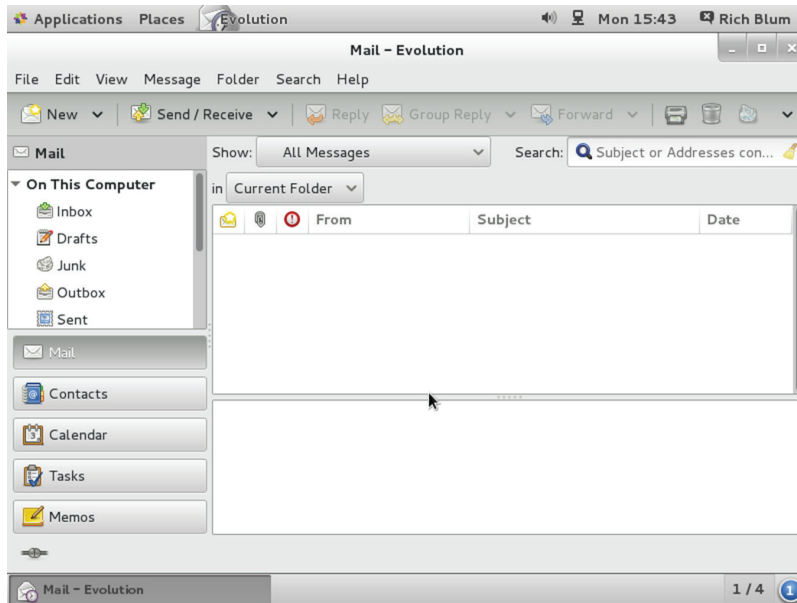 Applications Places Evolution Mon 15:43 Rich Blum
Mail – Evolution
File Edit View Message Folder Search Help
New Send / Receive Reply Group Reply Forward
Mail Show: All Messages Search: Subject or Addresses con...
On This Computer in Current Folder
Inbox From Subject Date
Drafts
Junk
Outbox
Sent
Mail
Contacts
Calendar
Tasks
Memos
Mail – Evolution 1 / 4 1